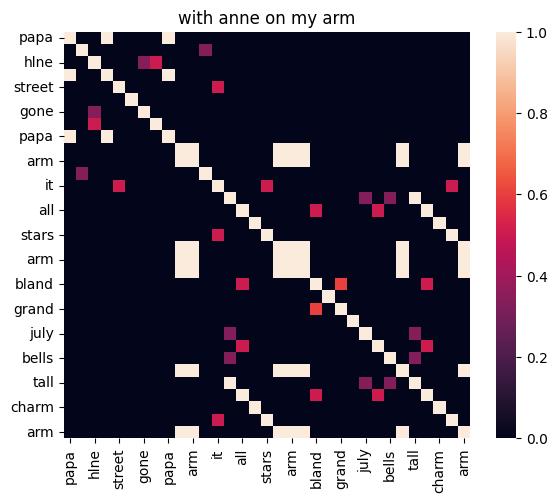 with anne on my arm
papa
hlne
street
gone
papa
arm
it
all
stars
arm
bland
grand
july
bells
tall
charm
arm
papa
hlne
street
gone
papa
arm
it
all
stars
arm
bland
grand
july
bells
tall
charm
arm
1.0
0.8
0.6
0.4
0.2
0.0